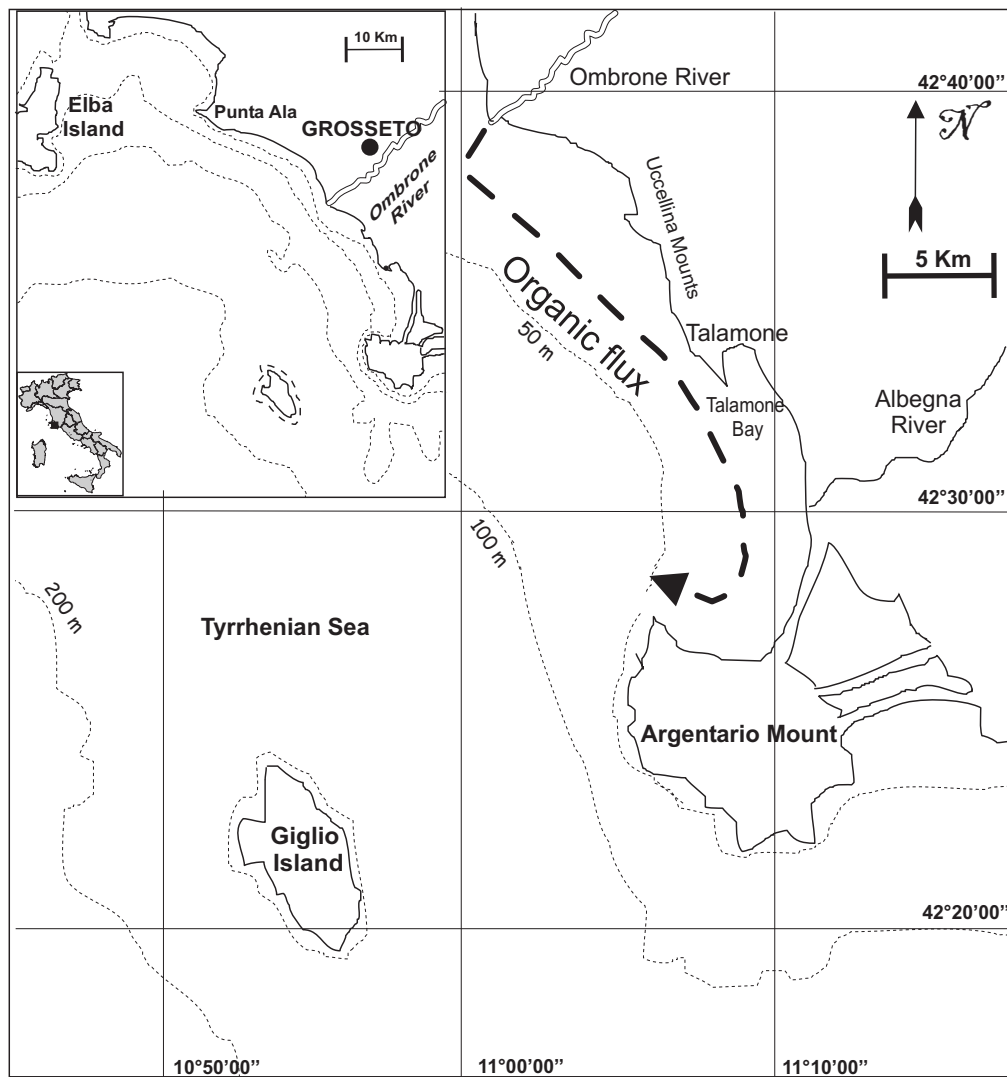 10 Km
Elba
Island
Punta Ala
GROSSETO
Ombrone
River
Ombrone River
42°40'00''
N
Uccellina Mounts
5 Km
Organic flux
50 m
Talamone
Talamone
Bay
Albegna
River
42°30'00''
100 m
200 m
Tyrrhenian Sea
Argentario Mount
Giglio
Island
42°20'00''
10°50'00''
11°00'00''
11°10'00''